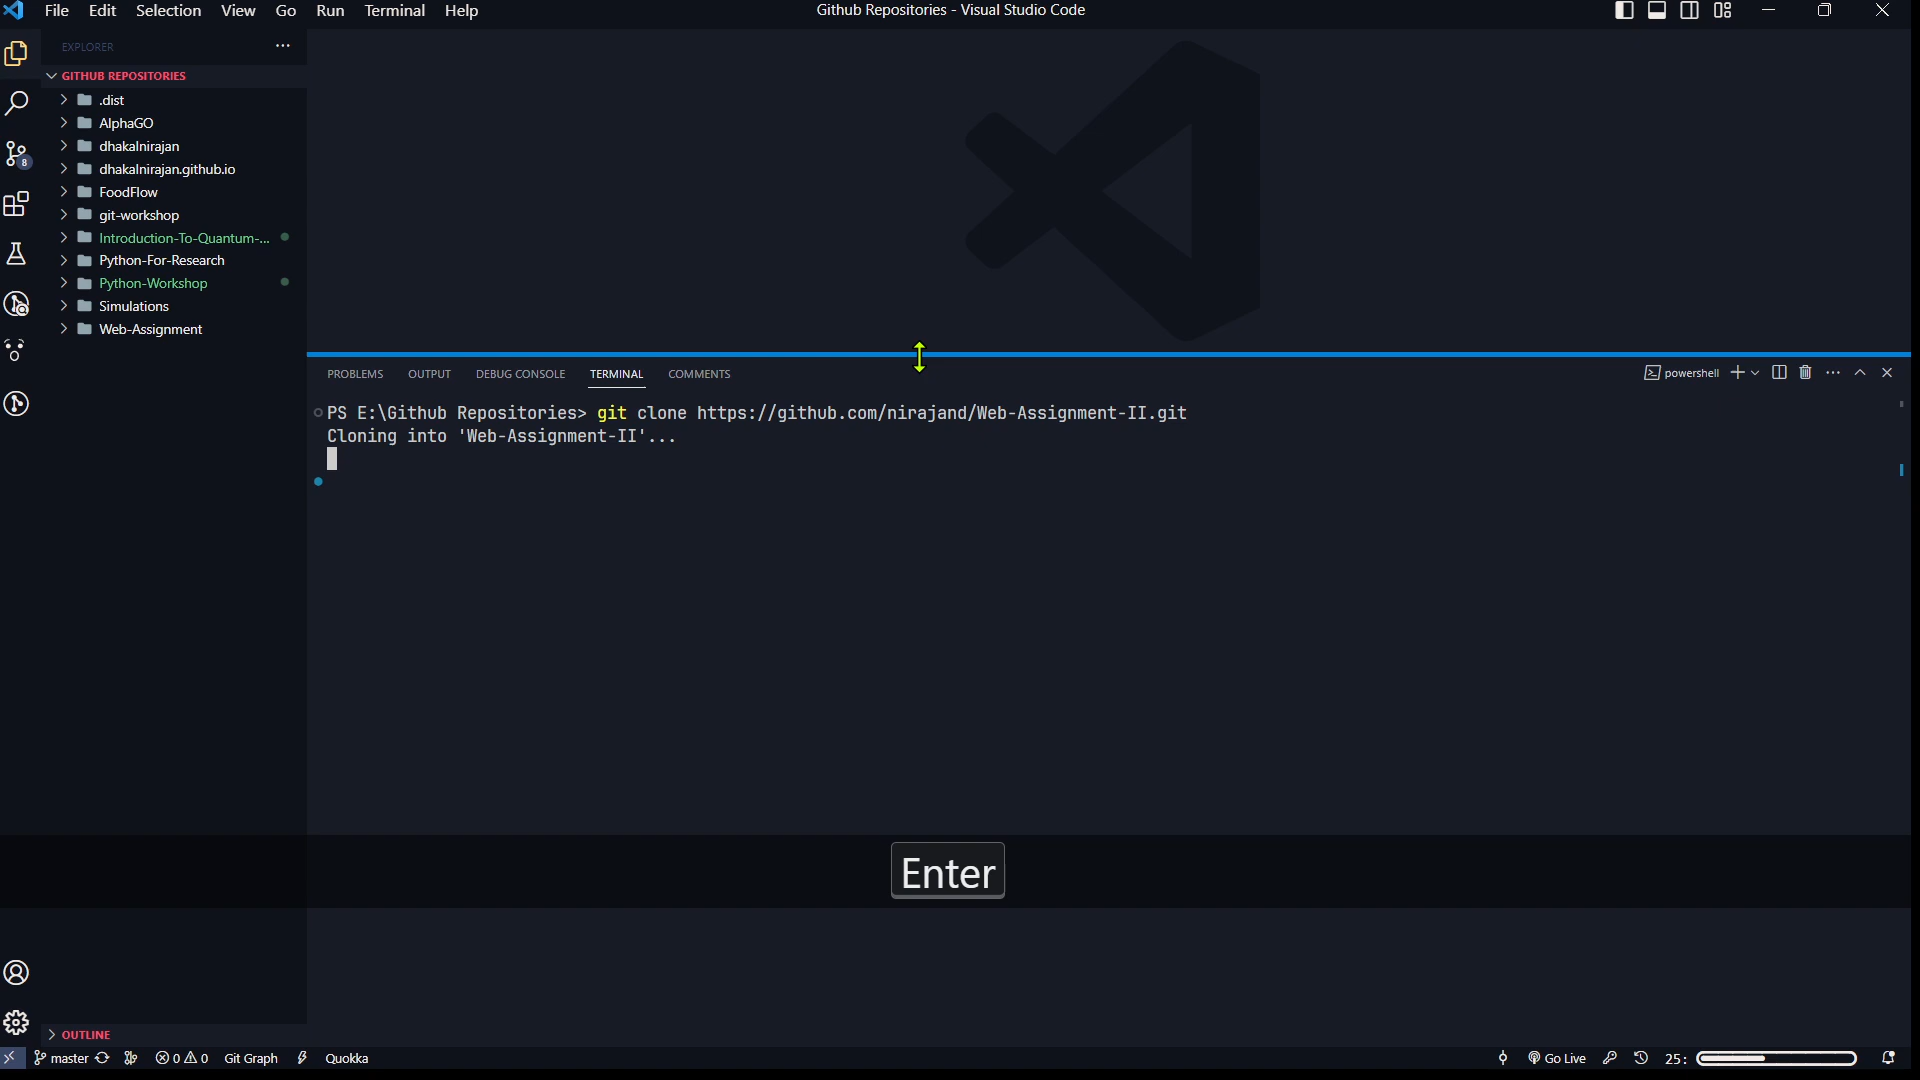 File Edit Selection View Go Run Terminal Help
Github Repositories - Visual Studio Code
EXPLORER
GITHUB REPOSITORIES
.dist
AlphaGO
dhakalnirajan
dhakalnirajan.github.io
FoodFlow
git-workshop
Introduction-To-Quantum-...
Python-For-Research
Python-Workshop
Simulations
Web-Assignment
8
PROBLEMS OUTPUT DEBUG CONSOLE TERMINAL COMMENTS
powershell
PS E:\Github Repositories> git clone https://github.com/nirajand/Web-Assignment-II.git
Cloning into 'Web-Assignment-II'...
Enter
OUTLINE
master 0 0 Git Graph Quokka
Go Live 25: